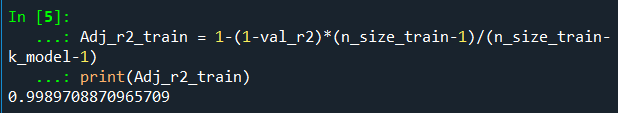 In [5]:
   ...: Adj_r2_train = 1-(1-val_r2)*(n_size_train-1)/(n_size_train-
k_model-1)
   ...: print(Adj_r2_train)
0.9989708870965709